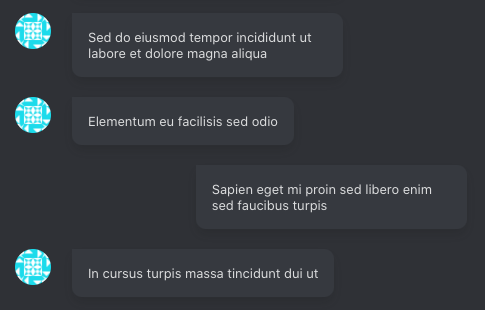 Sed do eiusmod tempor incididunt ut
labore et dolore magna aliqua
Elementum eu facilisis sed odio
Sapien eget mi proin sed libero enim
sed faucibus turpis
In cursus turpis massa tincidunt dui ut